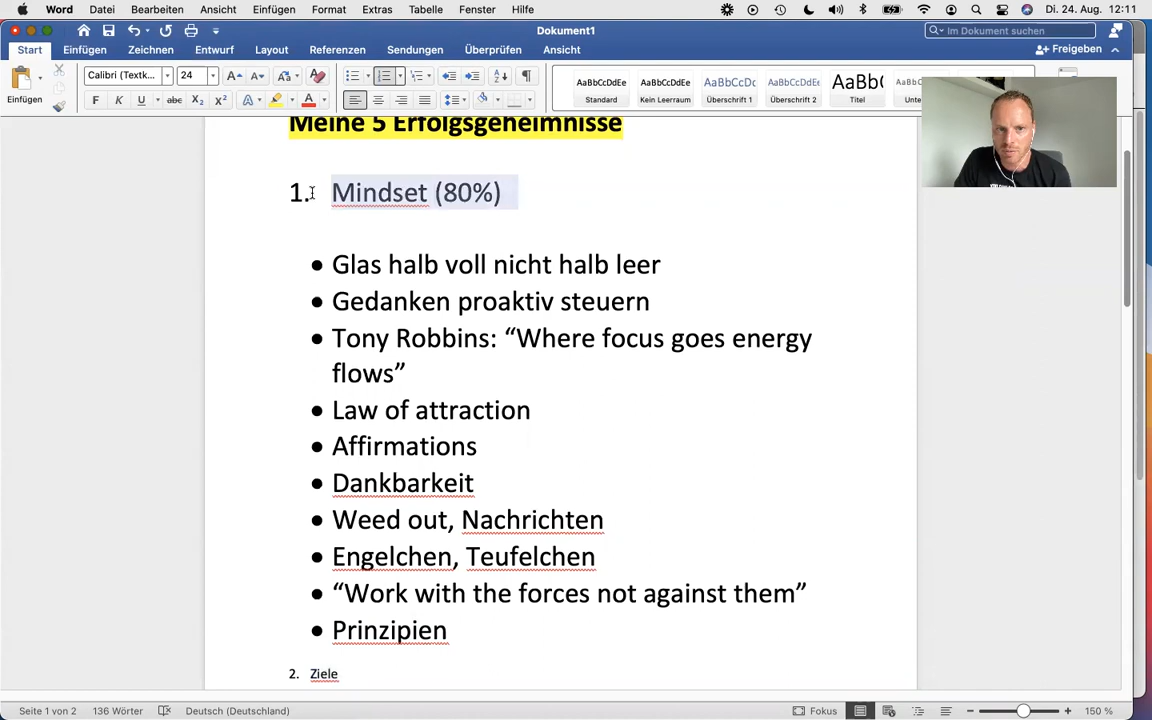 Word Datei Bearbeiten Ansicht Einfügen Format Extras Tabelle Fenster Hilfe Di. 24. Aug. 12:11
Dokument1
Im Dokument suchen
Start Einfügen Zeichnen Entwurf Layout Referenzen Sendungen Überprüfen Ansicht
Freigeben
Calibri (Textk... 24
Einfügen
F K U abc X₂ X²
AaBbCcDdEe AaBbCcDdEe AaBbCcDc AaBbCcDdEe AaBb( AaBbCcDdE
Standard Kein Leerraum Überschrift 1 Überschrift 2 Titel Unte
Meine 5 Erfolgsgeheimnisse
1. Mindset (80%)
• Glas halb voll nicht halb leer
• Gedanken proaktiv steuern
• Tony Robbins: “Where focus goes energy
flows”
• Law of attraction
• Affirmations
• Dankbarkeit
• Weed out, Nachrichten
• Engelchen, Teufelchen
• “Work with the forces not against them”
• Prinzipien
2. Ziele
Seite 1 von 2 136 Wörter Deutsch (Deutschland) Fokus 150 %